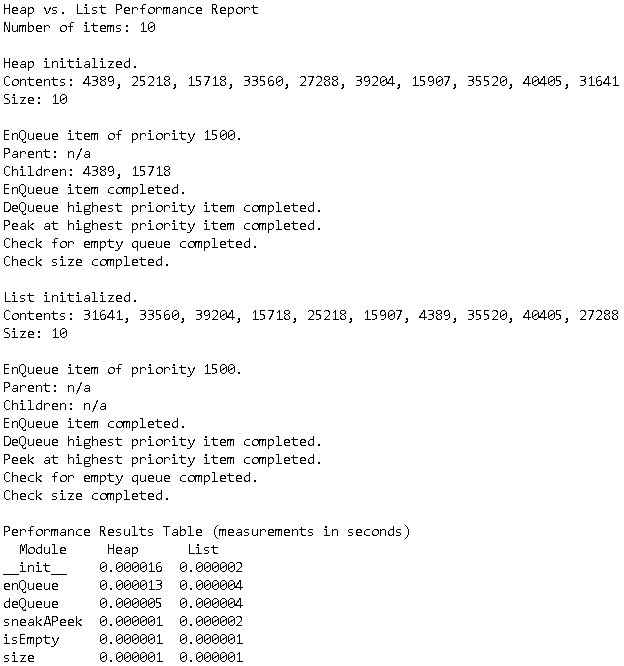 Heap vs. List Performance Report
Number of items: 10
Heap initialized.
Contents: 4389, 25218, 15718, 33560, 27288, 39204, 15907, 35520, 40405, 31641
Size: 10
EnQueue item of priority 1500.
Parent: n/a
Children: 4389, 15718
EnQueue item completed.
DeQueue highest priority item completed.
Peak at highest priority item completed.
Check for empty queue completed.
Check size completed.
List initialized.
Contents: 31641, 33560, 39204, 15718, 25218, 15907, 4389, 35520, 40405, 27288
Size: 10
EnQueue item of priority 1500.
Parent: n/a
Children: n/a
EnQueue item completed.
DeQueue highest priority item completed.
Peek at highest priority item completed.
Check for empty queue completed.
Check size completed.
Performance Results Table (measurements in seconds)
Module Heap List
__init__ 0.000016 0.000002
enQueue 0.000013 0.000004
deQueue 0.000005 0.000004
sneakAPeek 0.000001 0.000002
isEmpty 0.000001 0.000001
size 0.000001 0.000001